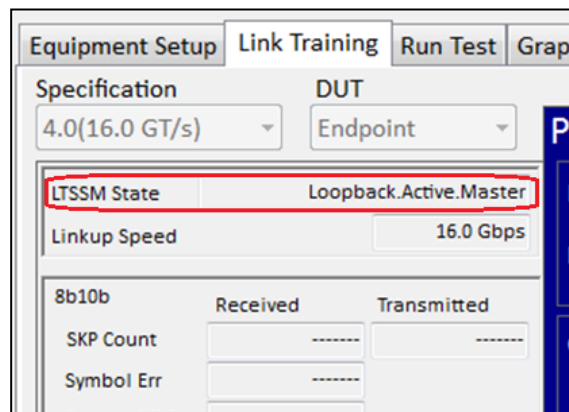 Equipment Setup Link Training Run Test Grap
Specification DUT
4.0(16.0 GT/s) Endpoint P
LTSSM State Loopback.Active.Master
Linkup Speed 16.0 Gbps
8b10b Received Transmitted
SKP Count ------- -------
Symbol Err -------